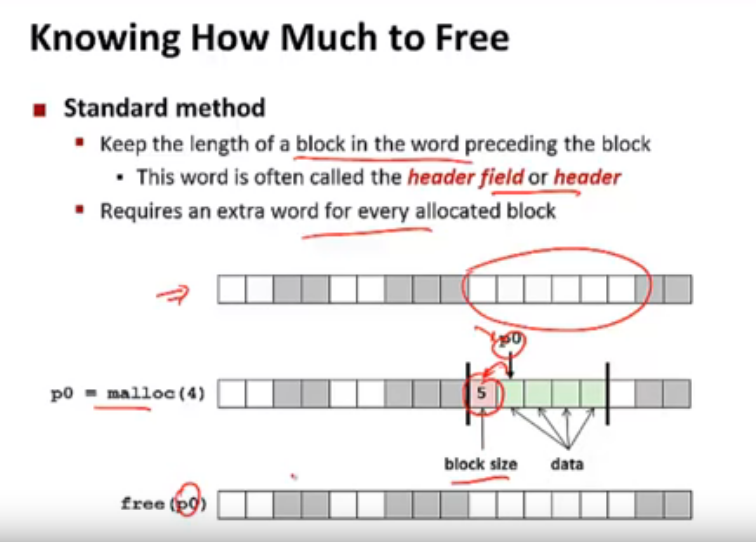 Knowing How Much to Free
Standard method
Keep the length of a block in the word preceding the block
This word is often called the header field or header
Requires an extra word for every allocated block
p0
p0 = malloc(4)
5
block size
data
free(p0)